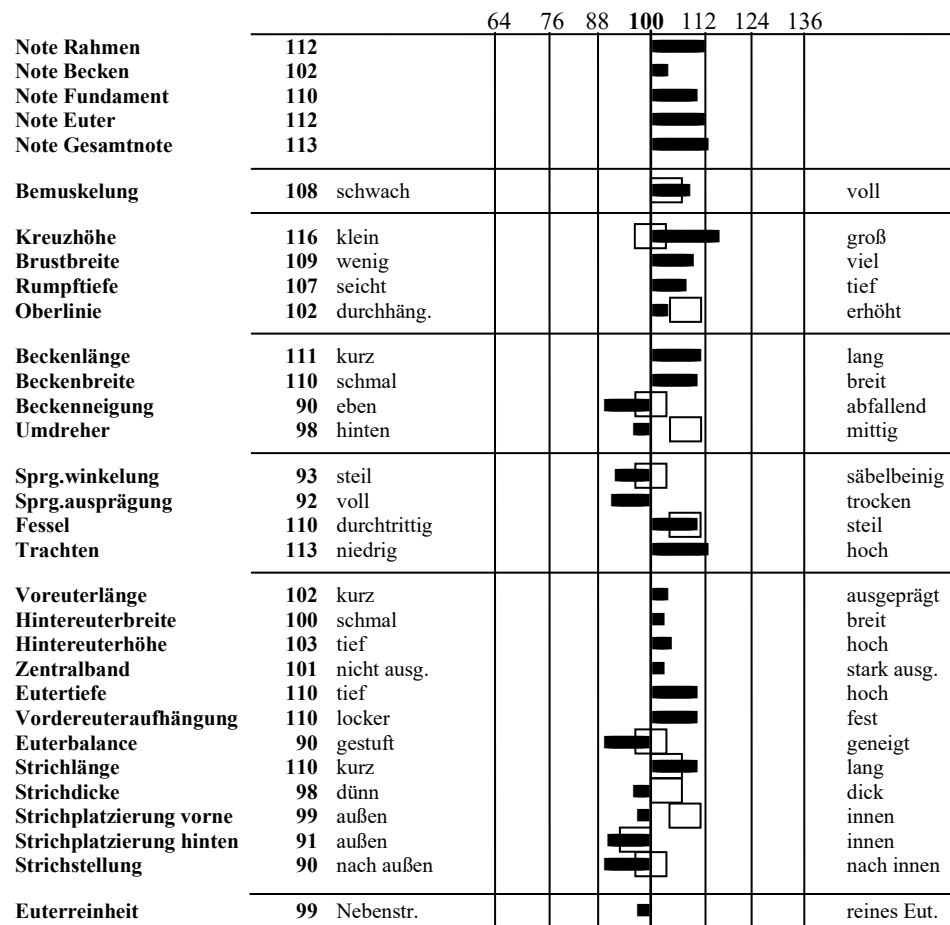 64 76 88 100 112 124 136
Note Rahmen 112
Note Becken 102
Note Fundament 110
Note Euter 112
Note Gesamtnote 113
Bemuskelung 108 schwach voll
Kreuzhöhe 116 klein groß
Brustbreite 109 wenig viel
Rumpftiefe 107 seicht tief
Oberlinie 102 durchhäng. erhöht
Beckenlänge 111 kurz lang
Beckenbreite 110 schmal breit
Beckenneigung 90 eben abfallend
Umdreher 98 hinten mittig
Sprg.winkelung 93 steil säbelbeinig
Sprg.ausprägung 92 voll trocken
Fessel 110 durchtrittig steil
Trachten 113 niedrig hoch
Voreuterlänge 102 kurz ausgeprägt
Hintereuterbreite 100 schmal breit
Hintereuterhöhe 103 tief hoch
Zentralband 101 nicht ausg. stark ausg.
Eutertiefe 110 tief hoch
Vordereuteraufhängung 110 locker fest
Euterbalance 90 gestuft geneigt
Strichlänge 110 kurz lang
Strichdicke 98 dünn dick
Strichplatzierung vorne 99 außen innen
Strichplatzierung hinten 91 außen innen
Strichstellung 90 nach außen nach innen
Euterreinheit 99 Nebenstr. reines Eut.